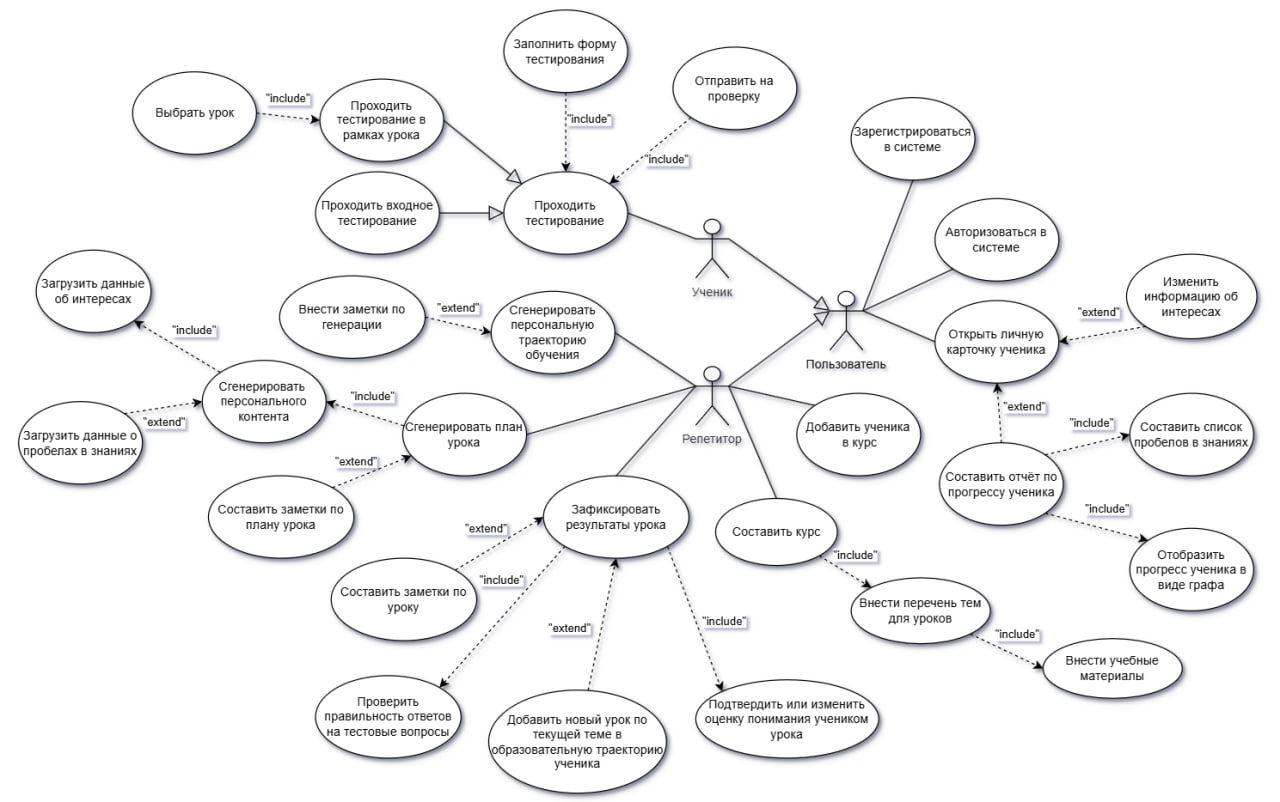 Заполнить форму
тестирования
Отправить на
проверку
Выбрать урок
"include"
Проходить
тестирование в
рамках урока
"include"
"include"
Зарегистрироваться
в системе
Проходить входное
тестирование
Проходить
тестирование
Авторизоваться в
системе
Ученик
Загрузить данные
об интересах
Внести заметки по
генерации
"extend"
Сгенерировать
персональную
траекторию
обучения
Пользователь
Открыть личную
карточку ученика
"extend"
Изменить
информацию об
интересах
"include"
Сгенерировать
персонального
контента
"include"
"extend"
Загрузить данные о
пробелах в знаниях
Сгенерировать план
урока
Репетитор
Добавить ученика
в курс
"extend"
"include"
Составить список
пробелов в знаниях
"extend"
Составить заметки по
плану урока
Составить отчёт по
прогрессу ученика
"include"
Отобразить
прогресс ученика в
виде графа
Зафиксировать
результаты урока
Составить курс
"extend"
"include"
"include"
Составить заметки по
уроку
Внести перечень тем
для уроков
"extend"
"include"
"include"
Внести учебные
материалы
Проверить
правильность ответов
на тестовые вопросы
Добавить новый урок по
текущей теме в
образовательную траекторию
ученика
Подтвердить или изменить
оценку понимания учеником
урока